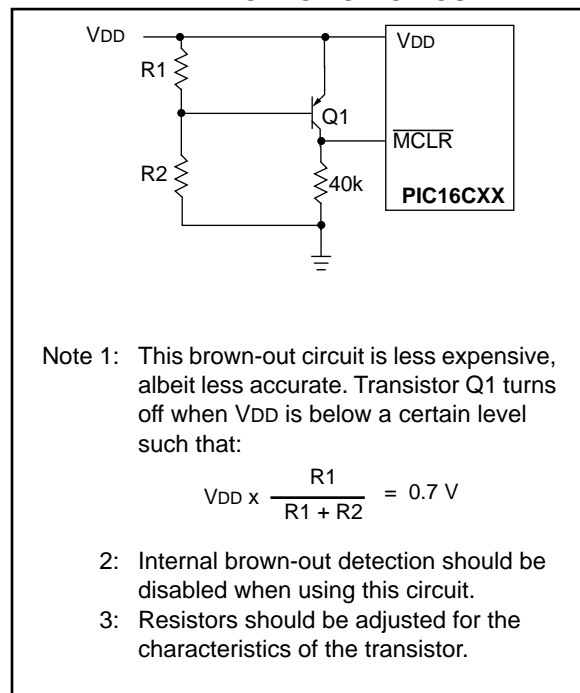 VDD
VDD
R1
Q1
MCLR
R2
40k
PIC16CXX
Note 1: This brown-out circuit is less expensive,
albeit less accurate. Transistor Q1 turns
off when VDD is below a certain level
such that:
VDD x R1 / R1 + R2 = 0.7 V
2: Internal brown-out detection should be
disabled when using this circuit.
3: Resistors should be adjusted for the
characteristics of the transistor.